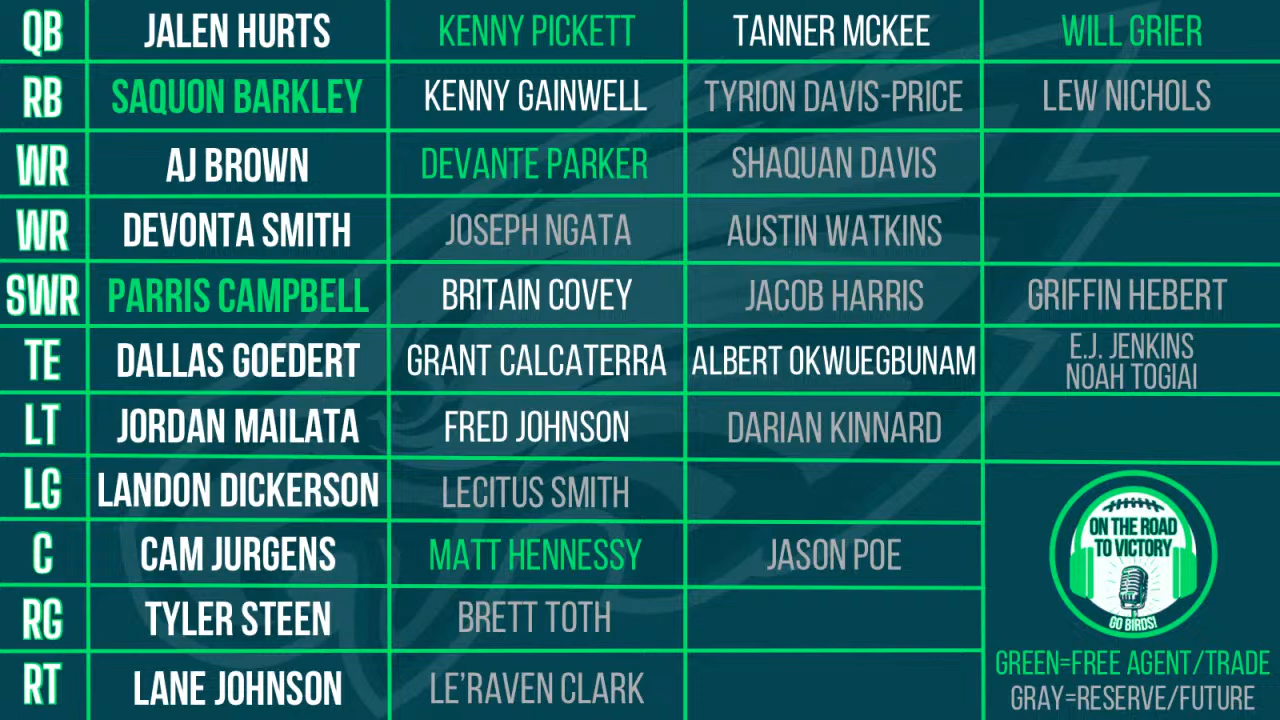 QB JALEN HURTS KENNY PICKETT TANNER MCKEE WILL GRIER
RB SAQUON BARKLEY KENNY GAINWELL TYRION DAVIS-PRICE LEW NICHOLS
WR AJ BROWN DEVANTE PARKER SHAQUAN DAVIS
WR DEVONTA SMITH JOSEPH NGATA AUSTIN WATKINS
SWR PARRIS CAMPBELL BRITAIN COVEY JACOB HARRIS GRIFFIN HEBERT
TE DALLAS GOEDERT GRANT CALCATERRA ALBERT OKWUEGBUNAM E.J. JENKINS
NOAH TOGIAI
LT JORDAN MAILATA FRED JOHNSON DARIAN KINNARD
LG LANDON DICKERSON LECITUS SMITH
C CAM JURGENS MATT HENNESSY JASON POE
RG TYLER STEEN BRETT TOTH
RT LANE JOHNSON LE'RAVEN CLARK
ON THE ROAD
TO VICTORY
GO BIRDS!
GREEN=FREE AGENT/TRADE
GRAY=RESERVE/FUTURE